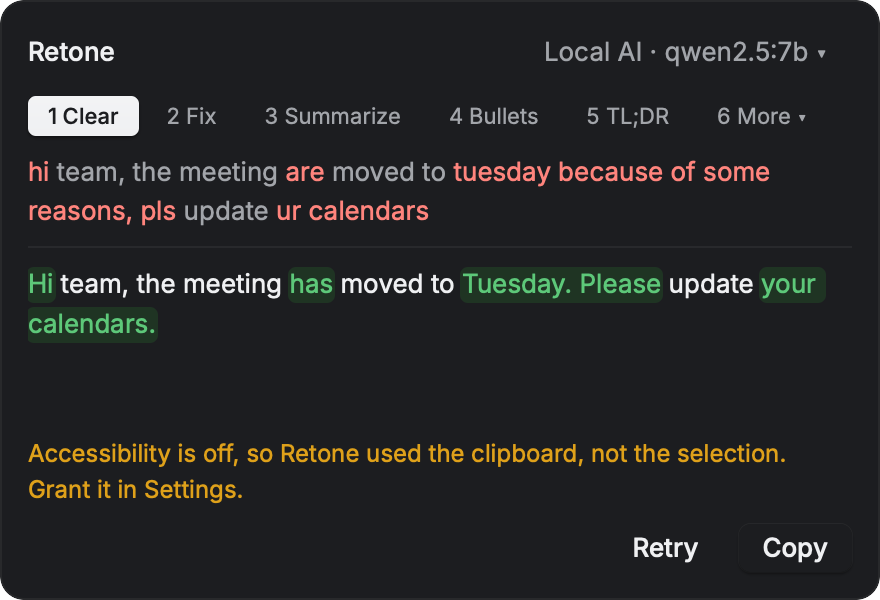 Retone
Local AI · qwen2.5:7b ▾
1 Clear 2 Fix 3 Summarize 4 Bullets 5 TL;DR 6 More ▾
hi team, the meeting are moved to tuesday because of some
reasons, pls update ur calendars
Hi team, the meeting has moved to Tuesday. Please update your
calendars.
Accessibility is off, so Retone used the clipboard, not the selection.
Grant it in Settings.
Retry Copy